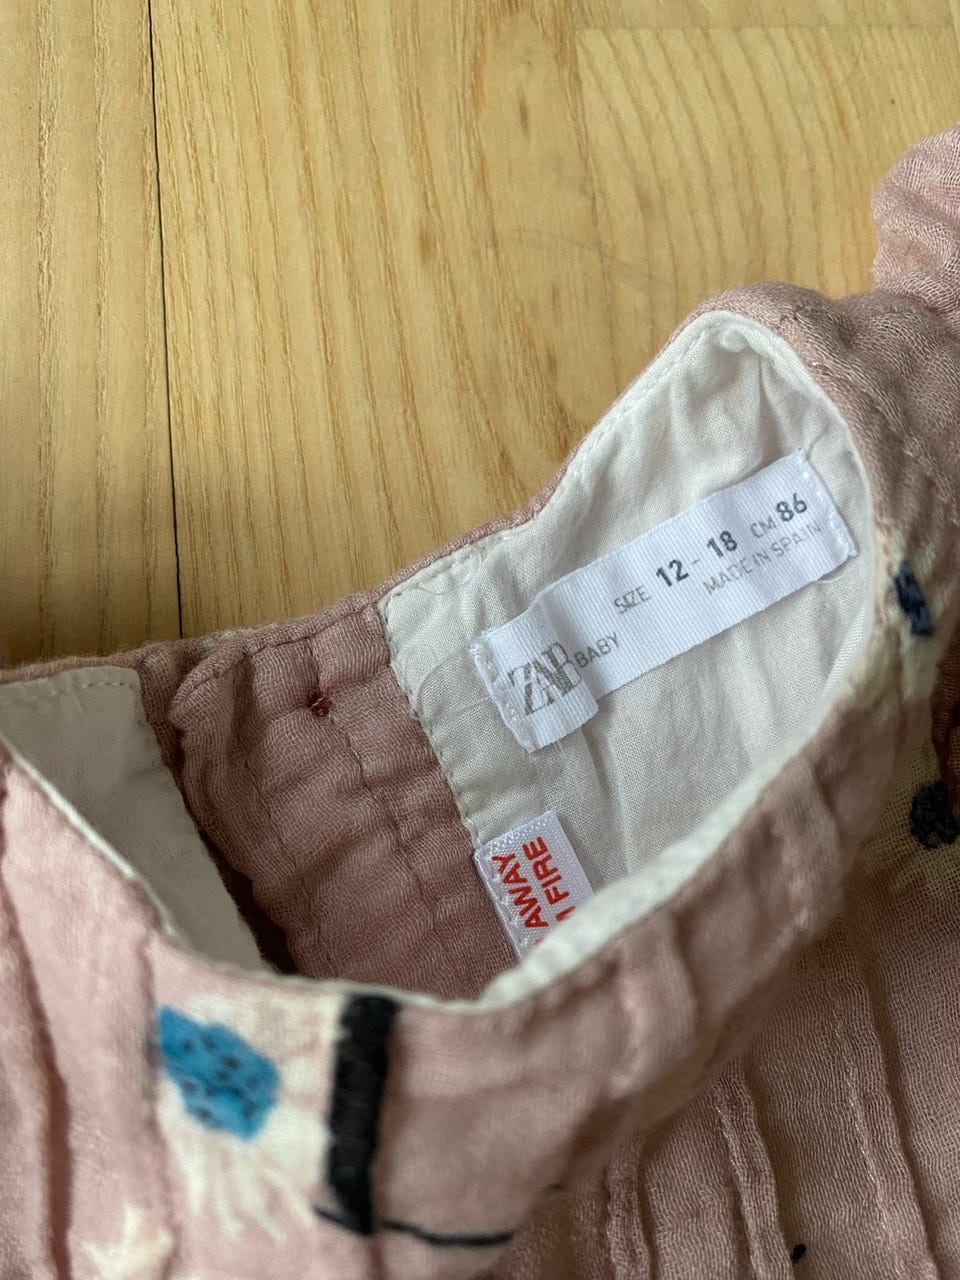 ZARA BABY
SIZE 12 - 18 CM 86
MADE IN SPAIN
AWAY
FIRE